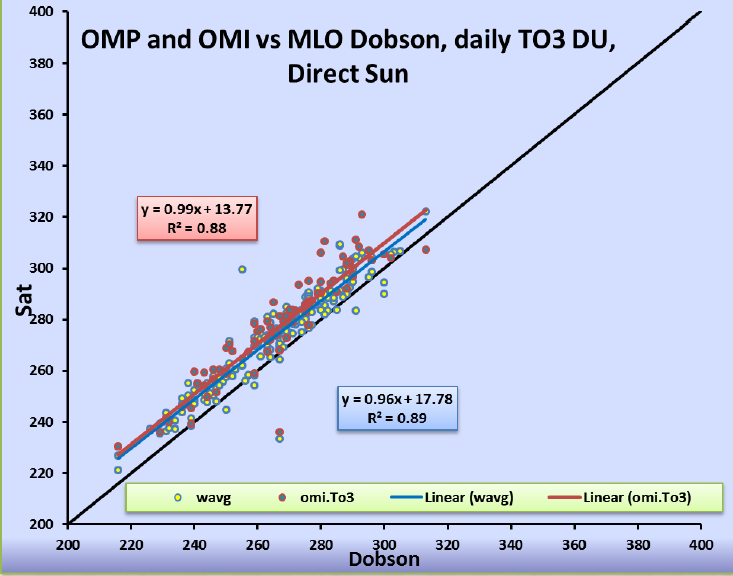 OMP and OMI vs MLO Dobson, daily TO3 DU,
Direct Sun
400
380
360
340
320
300
280
260
240
220
200
Sat
y = 0.99x + 13.77
R² = 0.88
y = 0.96x + 17.78
R² = 0.89
wavg omi.To3 Linear (wavg) Linear (omi.To3)
200 220 240 260 280 300 320 340 360 380 400
Dobson